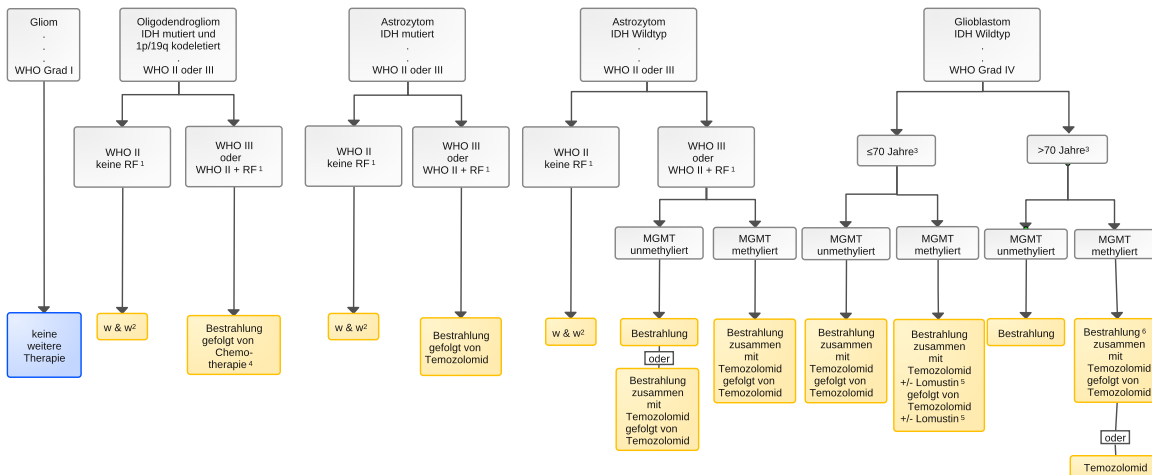 Gliom
.
.
.
WHO Grad I
Oligodendrogliom
IDH mutiert und
1p/19q kodeletiert
.
WHO II oder III
Astrozytom
IDH mutiert
.
.
WHO II oder III
Astrozytom
IDH Wildtyp
.
.
WHO II oder III
Glioblastom
IDH Wildtyp
.
.
WHO Grad IV
WHO II
keine RF ¹
WHO III
oder
WHO II + RF ¹
WHO II
keine RF ¹
WHO III
oder
WHO II + RF ¹
WHO II
keine RF ¹
WHO III
oder
WHO II + RF ¹
≤70 Jahre³
>70 Jahre³
MGMT
unmethyliert
MGMT
methyliert
MGMT
unmethyliert
MGMT
methyliert
MGMT
unmethyliert
MGMT
methyliert
keine
weitere
Therapie
w & w²
Bestrahlung
gefolgt von
Chemo-
therapie ⁴
w & w²
Bestrahlung
gefolgt von
Temozolomid
w & w²
Bestrahlung
oder
Bestrahlung
zusammen
mit
Temozolomid
gefolgt von
Temozolomid
Bestrahlung
zusammen
mit
Temozolomid
gefolgt von
Temozolomid
Bestrahlung
zusammen
mit
Temozolomid
gefolgt von
Temozolomid
Bestrahlung
zusammen
mit
Temozolomid
+/- Lomustin ⁵
gefolgt von
Temozolomid
+/- Lomustin ⁵
Bestrahlung
Bestrahlung ⁶
zusammen
mit
Temozolomid
gefolgt von
Temozolomid
oder
Temozolomid